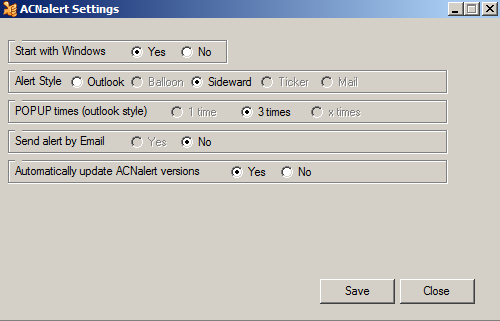 ACNalert Settings
Start with Windows Yes No
Alert Style Outlook Balloon Sideward Ticker Mail
POPUP times (outlook style) 1 time 3 times x times
Send alert by Email Yes No
Automatically update ACNalert versions Yes No
Save Close